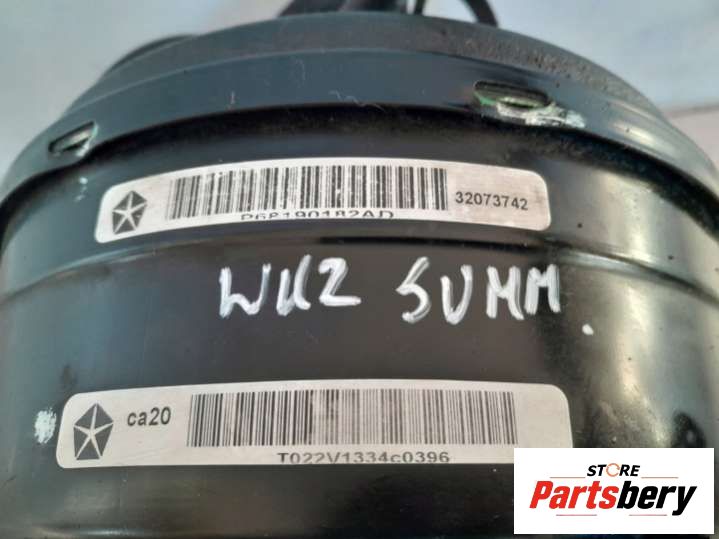 32073742
P68190182AD
WK2 SUMM.
ca20
T022V1334c0396
STORE
Partsbery